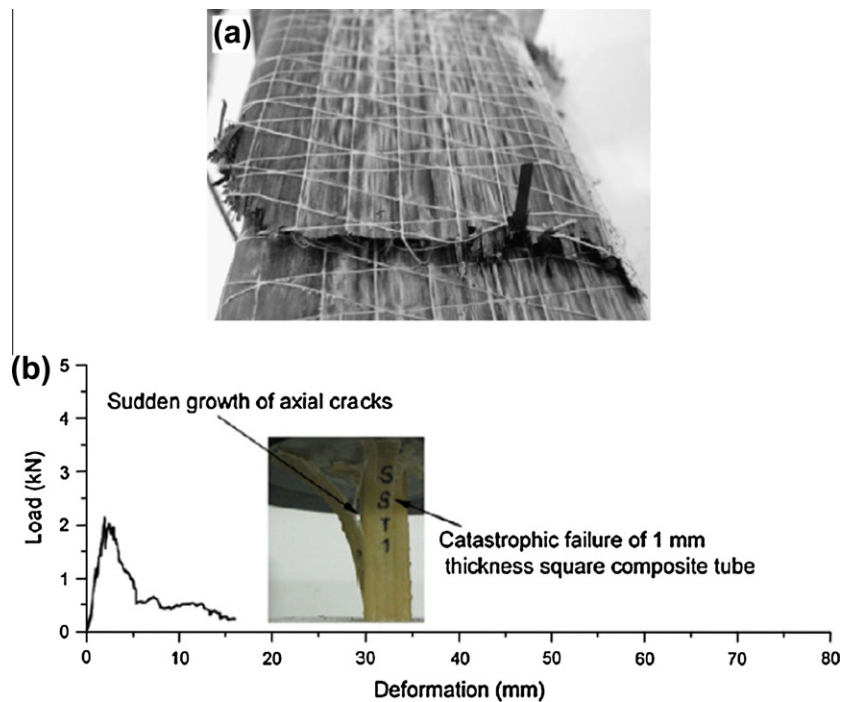 (a)
(b)
5
4
3
2
1
0
Load (kN)
Sudden growth of axial cracks
S
S
T
1
Catastrophic failure of 1 mm
thickness square composite tube
0 10 20 30 40 50 60 70 80
Deformation (mm)